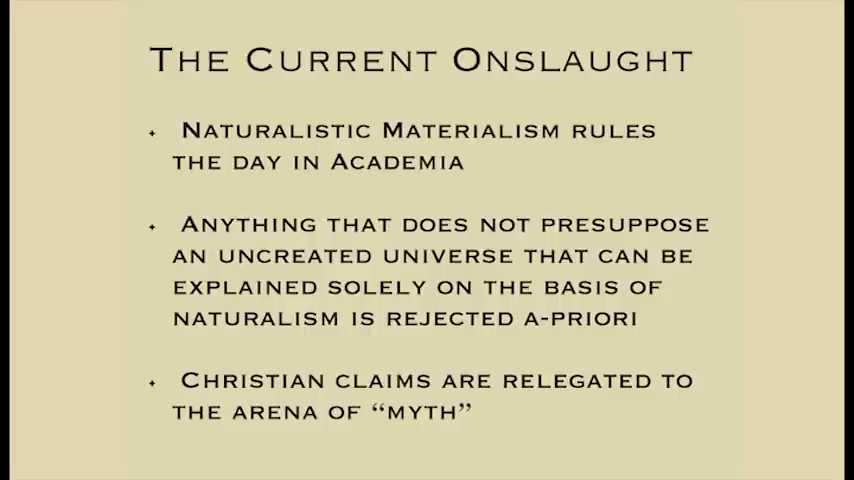 The Current Onslaught
Naturalistic Materialism rules
the day in Academia
Anything that does not presuppose
an uncreated universe that can be
explained solely on the basis of
naturalism is rejected a-priori
Christian claims are relegated to
the arena of “myth”